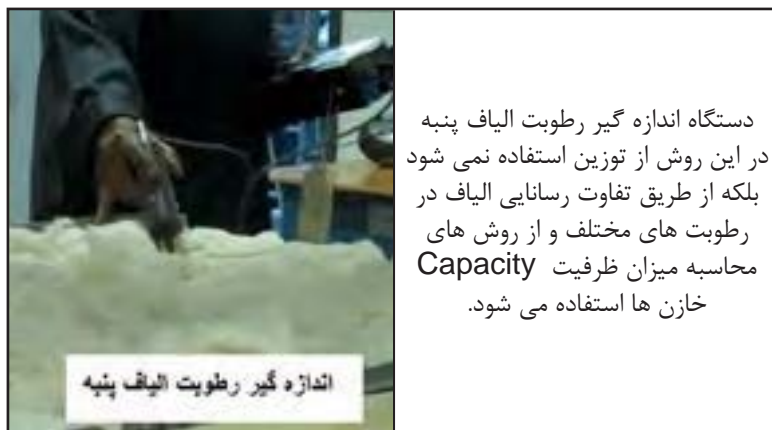 دستگاه اندازه گیر رطوبت الیاف پنبه
در این روش از توزین استفاده نمی شود
بلکه از طریق تفاوت رسانایی الیاف در
رطوبت های مختلف و از روش های
محاسبه میزان ظرفیت Capacity
خازن ها استفاده می شود.
اندازه گیر رطوبت الیاف پنبه